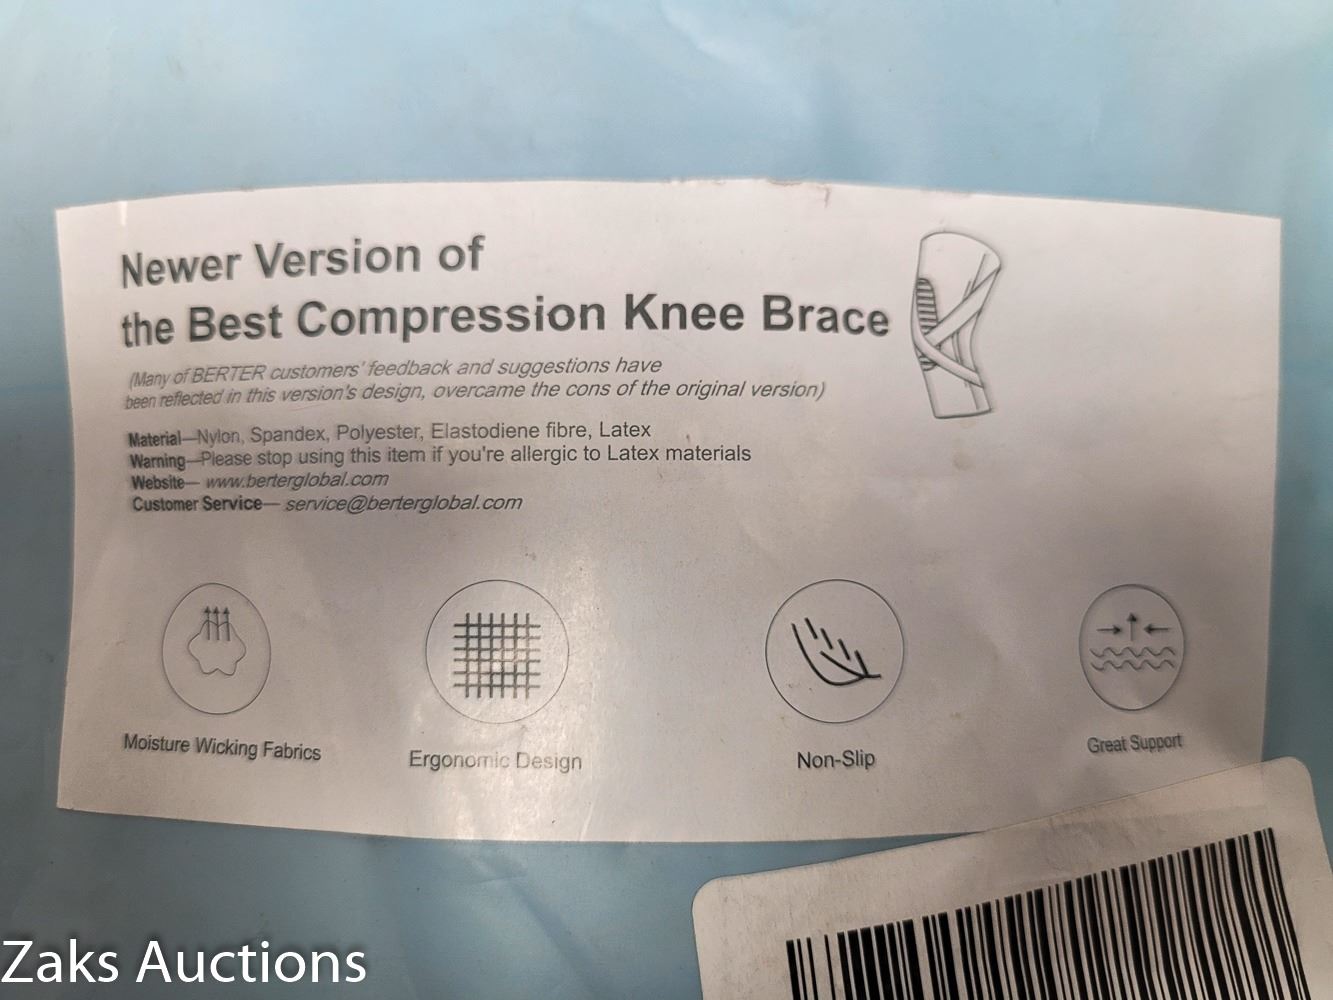 Newer Version of
the Best Compression Knee Brace
(Many of BERTER customers' feedback and suggestions have
been reflected in this version's design, overcame the cons of the original version)
Material—Nylon, Spandex, Polyester, Elastodiene fibre, Latex
Warning—Please stop using this item if you're allergic to Latex materials
Website— www.berterglobal.com
Customer Service— service@berterglobal.com
Moisture Wicking Fabrics
Ergonomic Design
Non-Slip
Great Support
Zaks Auctions